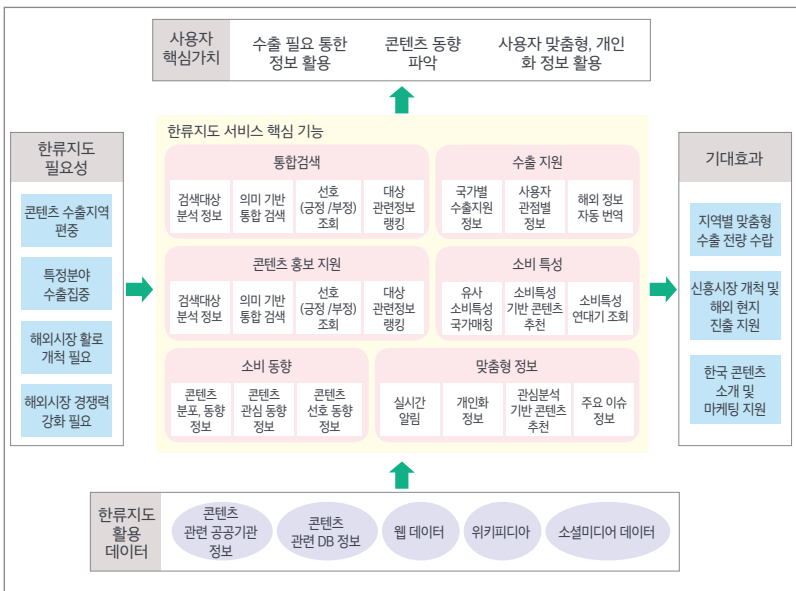 사용자
핵심가치
수출 필요 통한
정보 활용
콘텐츠 동향
파악
사용자 맞춤형, 개인
화 정보 활용
한류지도
필요성
콘텐츠 수출지역
편중
특정분야
수출집중
해외시장 활로
개척 필요
해외시장 경쟁력
강화 필요
한류지도 서비스 핵심 기능
통합검색
검색대상
분석 정보
의미 기반
통합 검색
선호
(긍정 /부정)
조회
대상
관련정보
랭킹
수출 지원
국가별
수출지원
정보
사용자
관점별
정보
해외 정보
자동 번역
콘텐츠 홍보 지원
검색대상
분석 정보
의미 기반
통합 검색
선호
(긍정 /부정)
조회
대상
관련정보
랭킹
소비 특성
유사
소비특성
국가매칭
소비특성
기반 콘텐츠
추천
소비특성
연대기 조회
소비 동향
콘텐츠
분포, 동향
정보
콘텐츠
관심 동향
정보
콘텐츠
선호 동향
정보
맞춤형 정보
실시간
알림
개인화
정보
관심분석
기반 콘텐츠
추천
주요 이슈
정보
기대효과
지역별 맞춤형
수출 전량 수랍
신흥시장 개척 및
해외 현지
진출 지원
한국 콘텐츠
소개 및
마케팅 지원
한류지도
활용
데이터
콘텐츠
관련 공공기관
정보
콘텐츠
관련 DB 정보
웹 데이터
위키피디아
소셜미디어 데이터